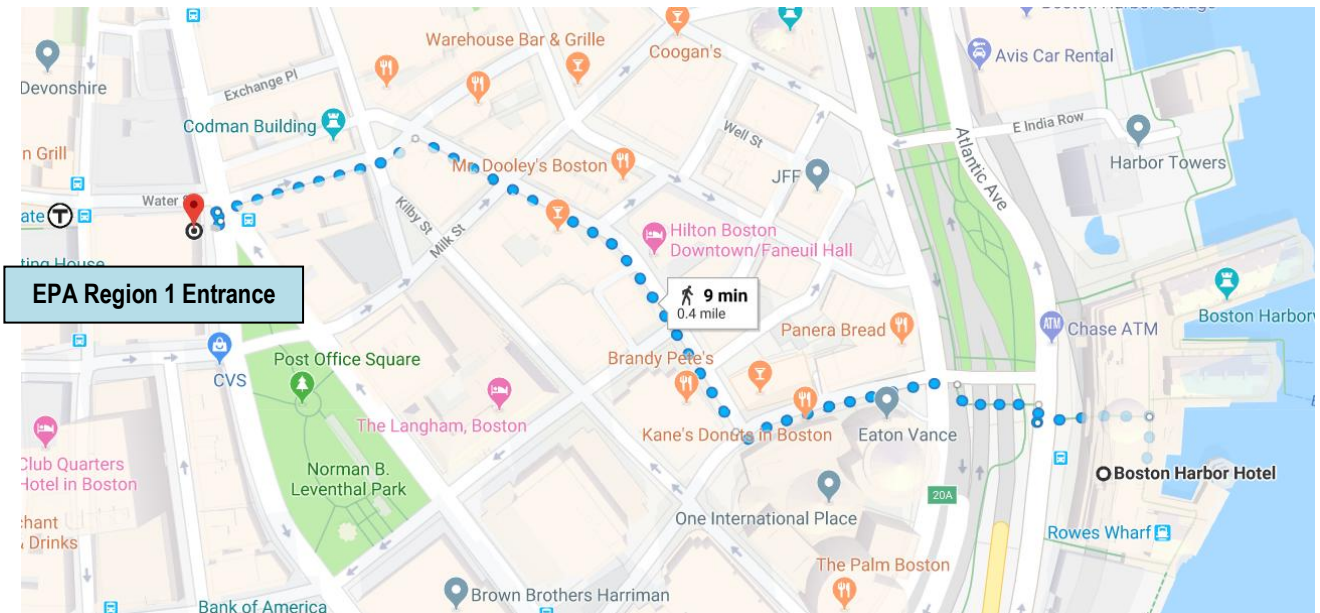 Devonshire
Exchange Pl
Warehouse Bar & Grille
Coogan's
Avis Car Rental
Codman Building
n Grill
Mr. Dooley's Boston
Well St
E India Row
Harbor Towers
Atlantic Ave
JFF
Water
ate T
Kilby St
Milk St
Hilton Boston
Downtown/Faneuil Hall
ting House
EPA Region 1 Entrance
9 min
0.4 mile
Boston Harbor
Chase ATM
ATM
Panera Bread
Post Office Square
Brandy Pete's
CVS
The Langham, Boston
Kane's Donuts in Boston
Eaton Vance
Club Quarters
Hotel in Boston
Norman B.
Leventhal Park
Boston Harbor Hotel
20A
One International Place
hant
& Drinks
Rowes Wharf
The Palm Boston
Brown Brothers Harriman
Bank of America